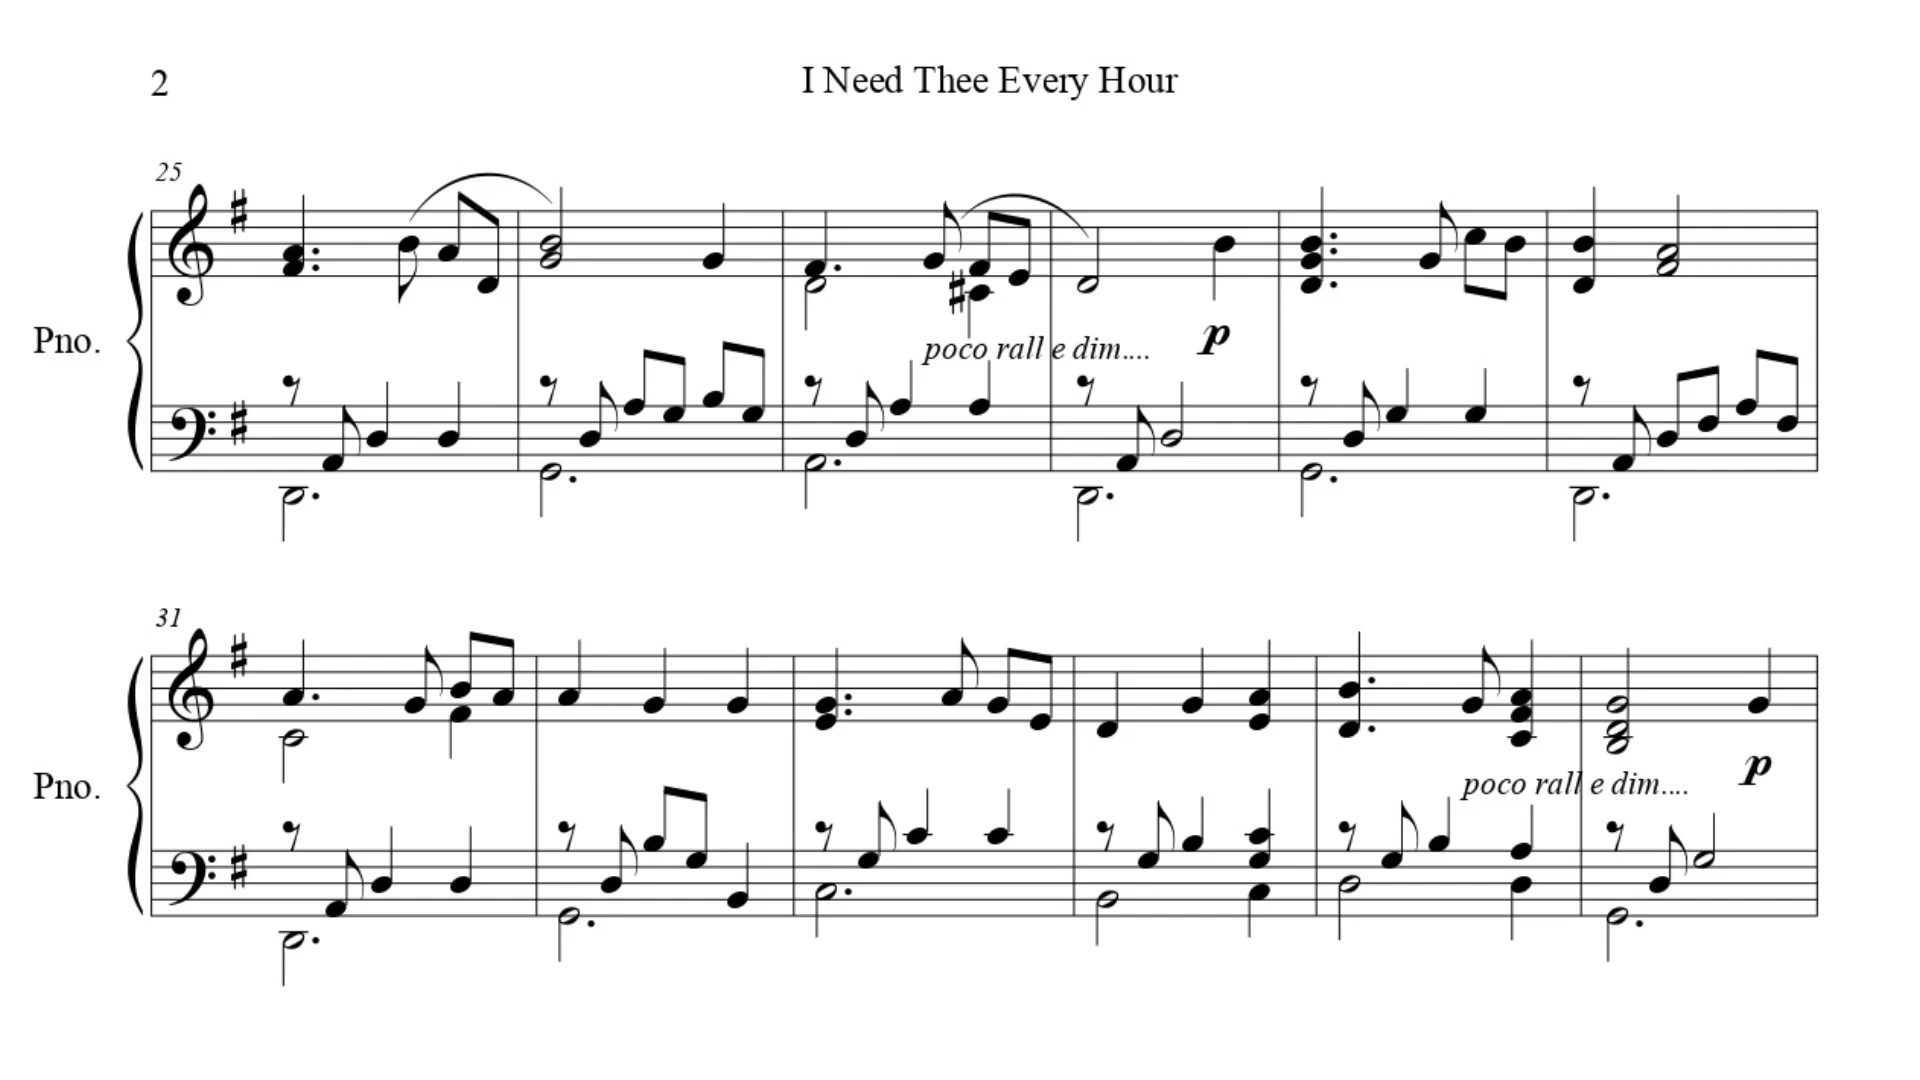 2 I Need Thee Every Hour
25
Pno.
poco rall e dim....
p
31
Pno.
poco rall e dim....
p